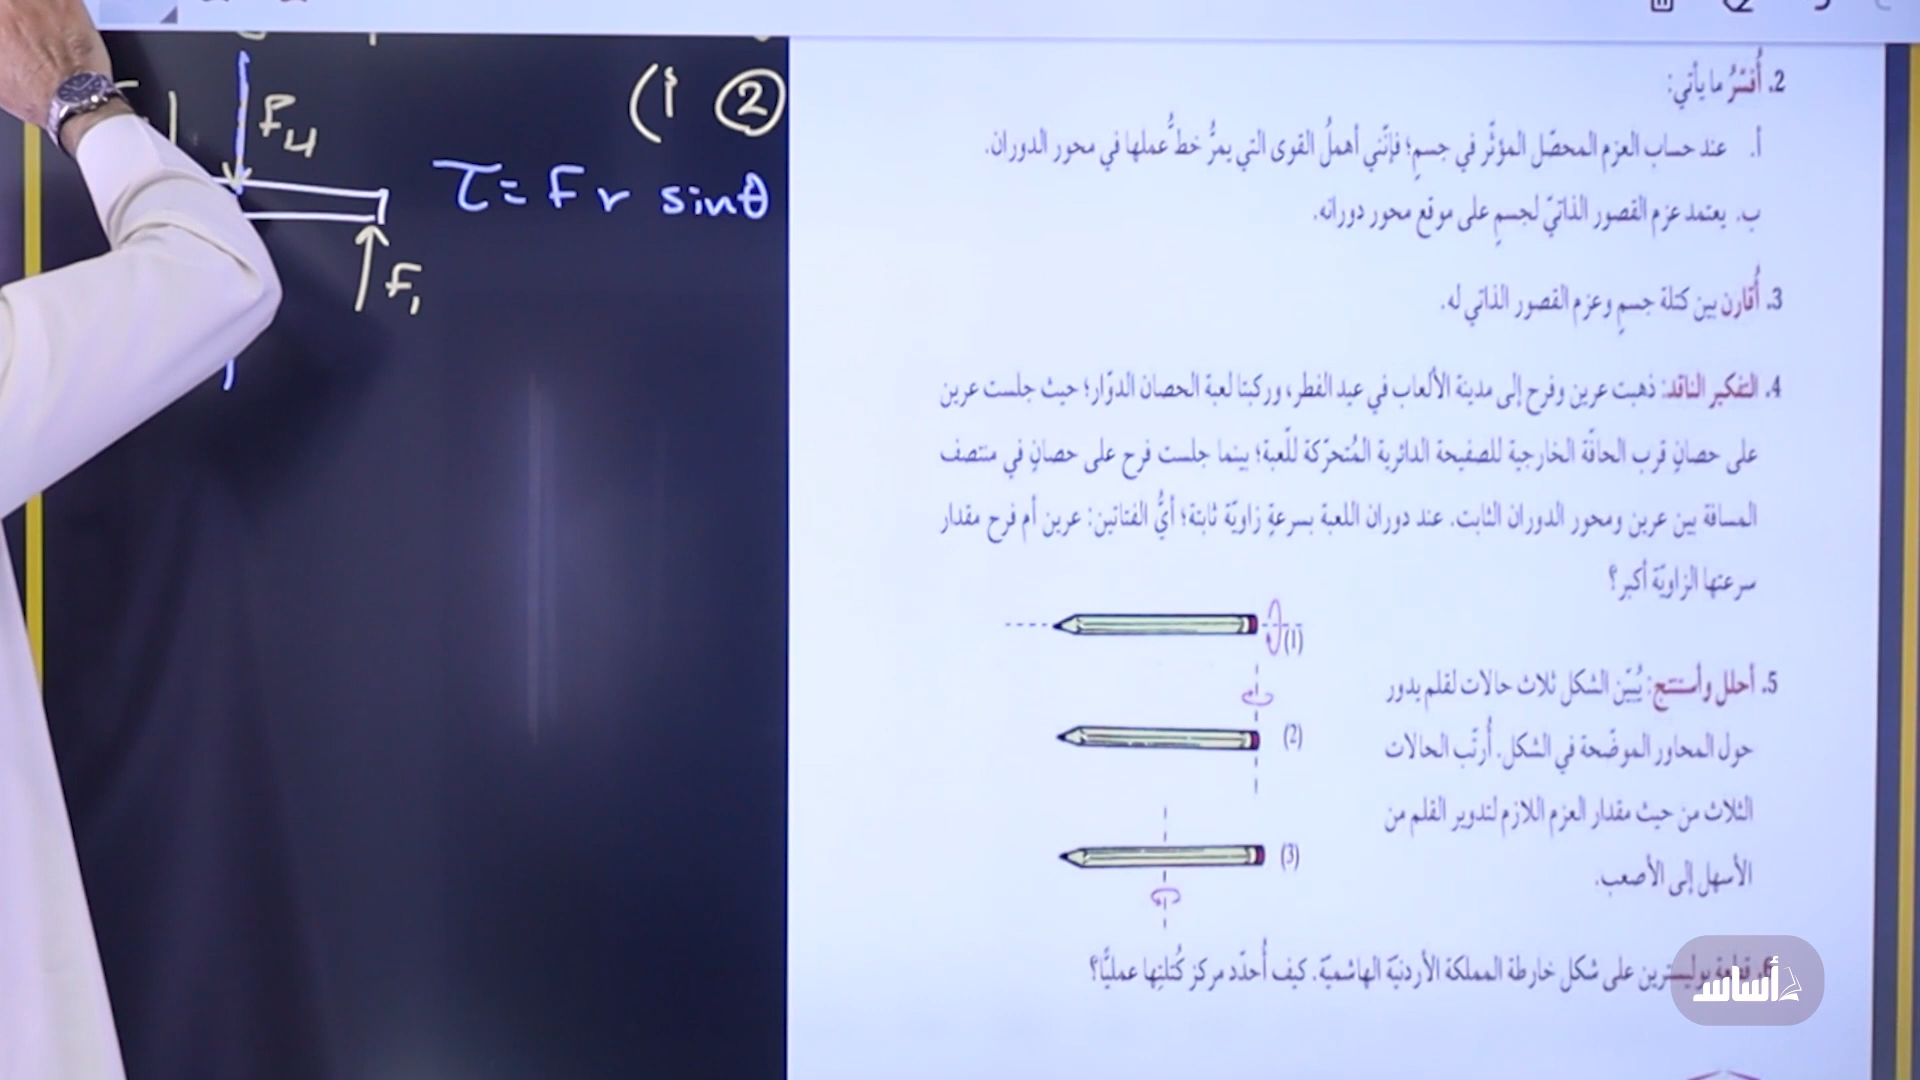 2. أُفسّرُ ما يأتي:
أ. عند حساب العزم المحصّل المؤثّر في جسمٍ؛ فإنّني أهملُ القوى التي يمرُّ خطُّ عملها في محور الدوران.
ب. يعتمد عزم القصور الذاتيّ لجسمٍ على موقع محور دورانه.
3. أُقارن بين كتلة جسمٍ وعزم القصور الذاتي له.
4. التفكير الناقد: ذهبت عرين وفرح إلى مدينة الألعاب في عيد الفطر، وركبتا لعبة الحصان الدوّار؛ حيث جلست عرين
على حصانٍ قرب الحافّة الخارجية للصفيحة الدائرية المُتحرّكة للّعبة؛ بينما جلست فرح على حصانٍ في منتصف
المسافة بين عرين ومحور الدوران الثابت. عند دوران اللعبة بسرعةٍ زاويّة ثابتة؛ أيُّ الفتاتين: عرين أم فرح مقدار
سرعتها الزاويّة أكبر؟
(1)
5. أحلل وأستنتج: يُبيّن الشكل ثلاث حالات لقلم يدور
(2)
حول المحاور الموضّحة في الشكل. أُرتّب الحالات
الثلاث من حيث مقدار العزم اللازم لتدوير القلم من
(3)
الأسهل إلى الأصعب.
6. قطعة بوليسترين على شكل خارطة المملكة الأردنيّة الهاشميّة. كيف أُحدّد مركز كُتلتِها عمليًّا؟
أساس
② أ)
F4
τ = F r sinθ
F1